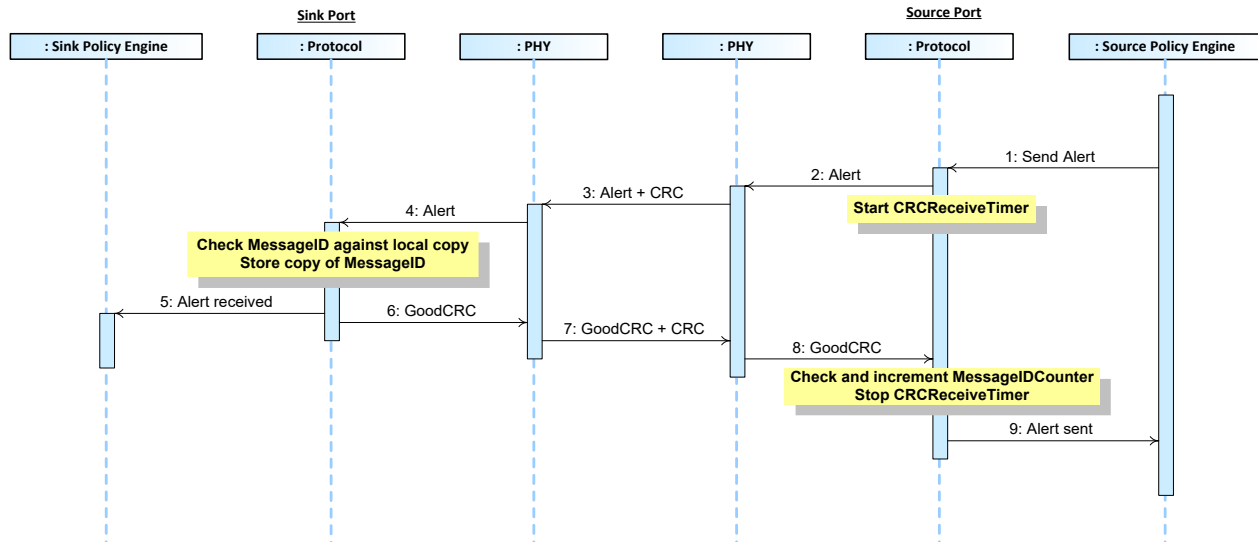 Sink Port
Source Port
: Sink Policy Engine
: Protocol
: PHY
: PHY
: Protocol
: Source Policy Engine
1: Send Alert
2: Alert
3: Alert + CRC
Start CRCReceiveTimer
4: Alert
Check MessageID against local copy
Store copy of MessageID
5: Alert received
6: GoodCRC
7: GoodCRC + CRC
8: GoodCRC
Check and increment MessageIDCounter
Stop CRCReceiveTimer
9: Alert sent